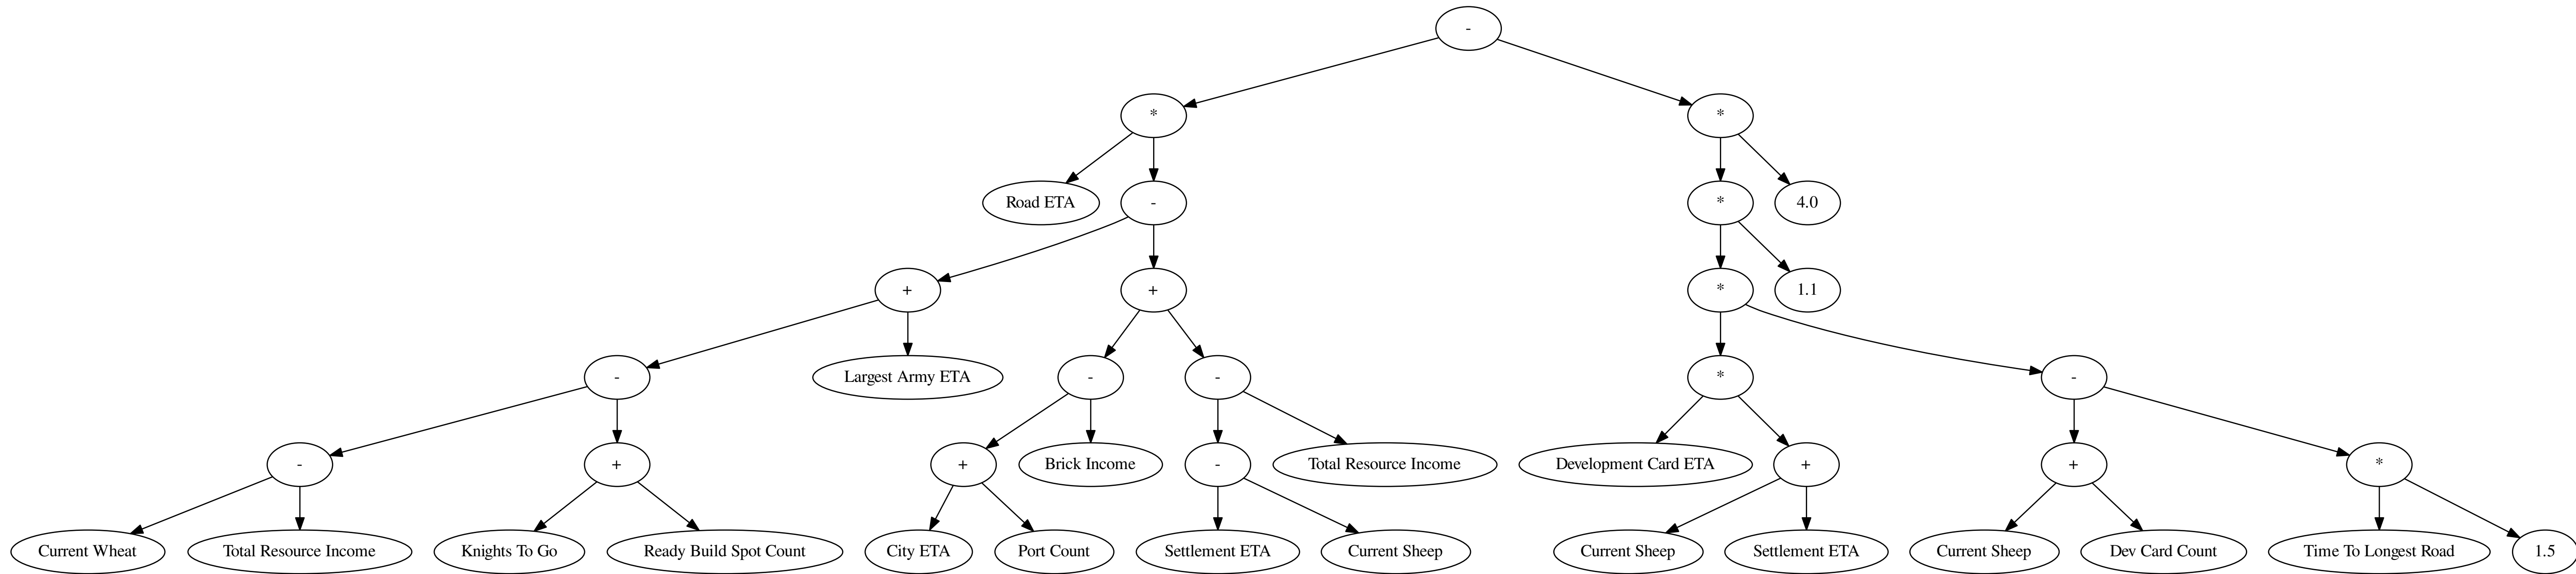 -
* *
Road ETA - * 4.0
+ + * 1.1
- Largest Army ETA - - * -
- + + Brick Income - Total Resource Income Development Card ETA + + *
Current Wheat Total Resource Income Knights To Go Ready Build Spot Count City ETA Port Count Settlement ETA Current Sheep Current Sheep Settlement ETA Current Sheep Dev Card Count Time To Longest Road 1.5